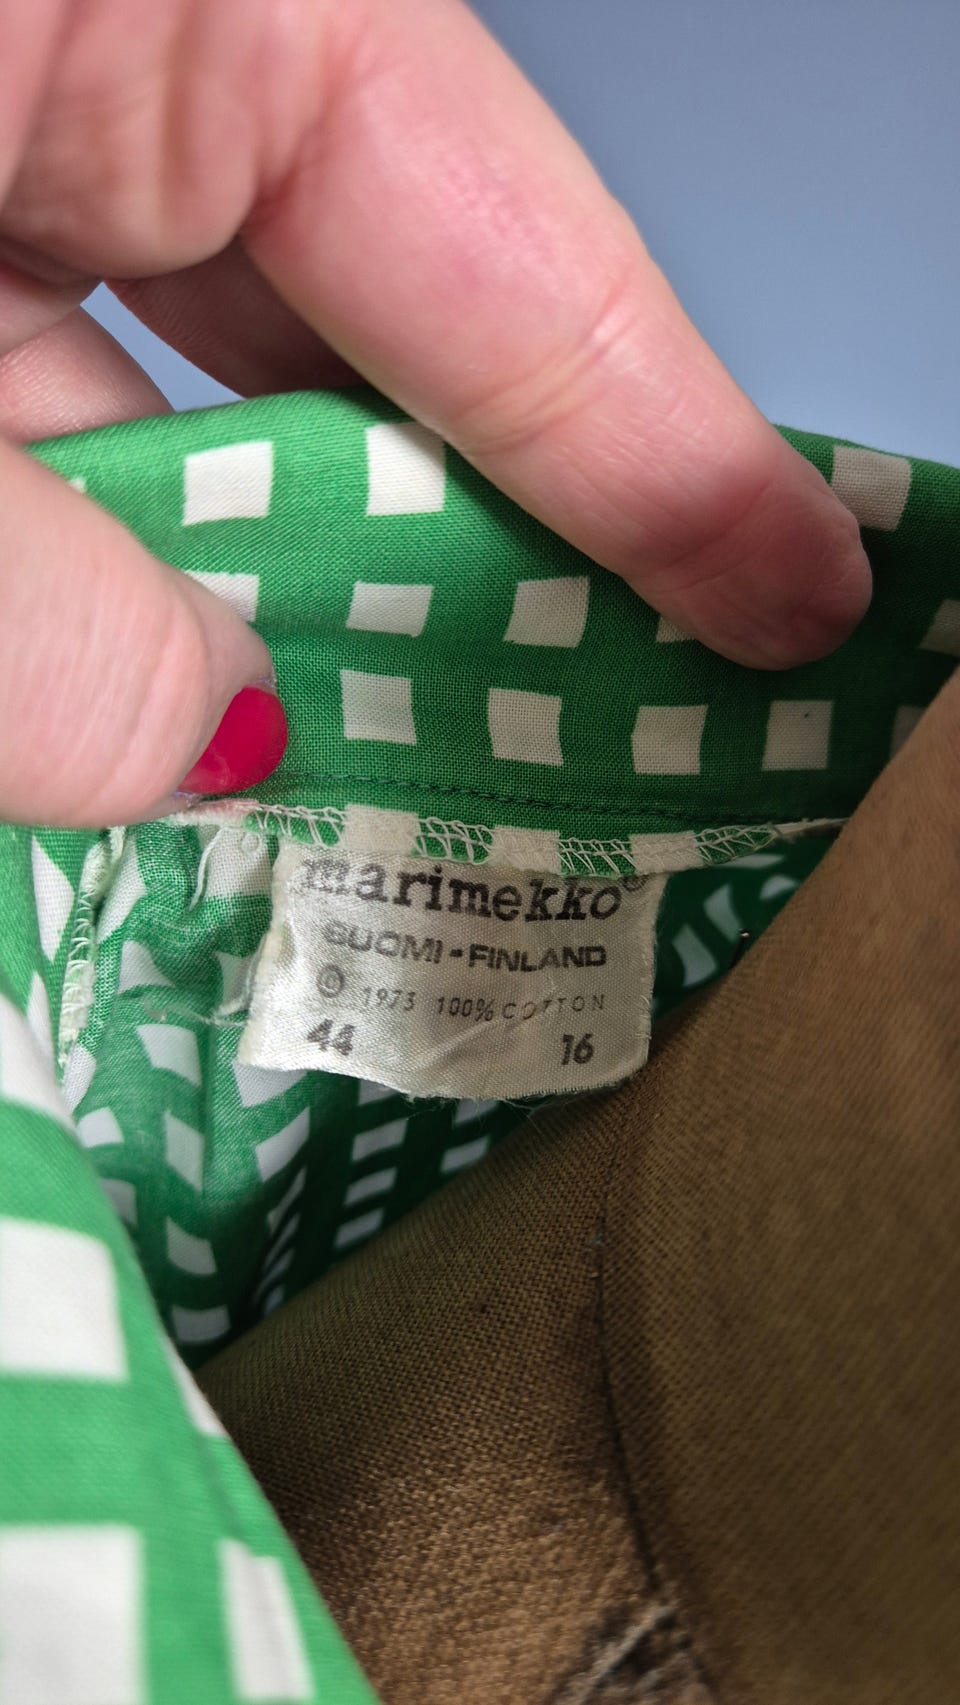 marimekko®
SUOMI-FINLAND
© 1973 100% COTTON
44 16